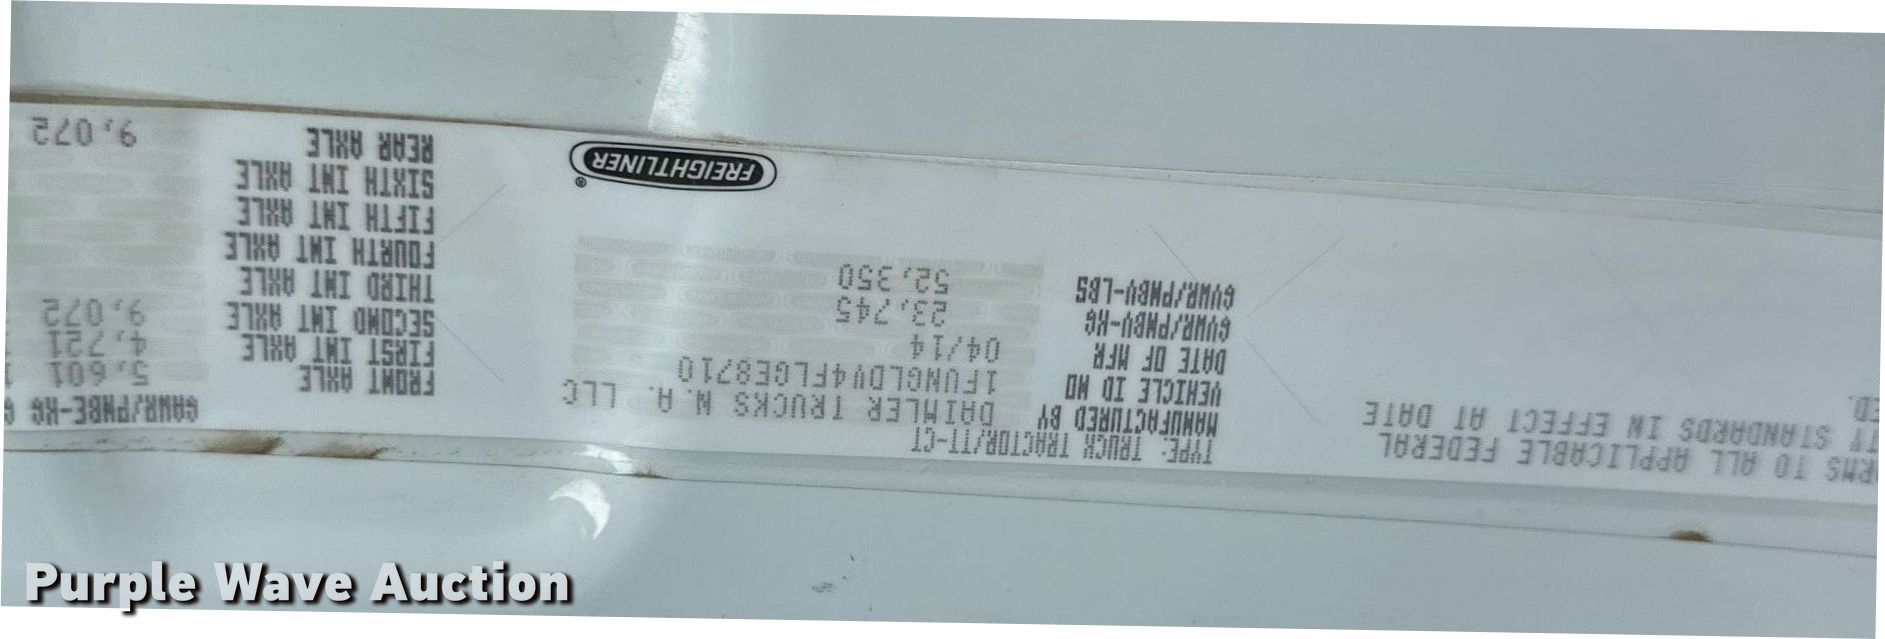 RMS TO ALL APPLICABLE FEDERAL
TY STANDARDS IN EFFECT AT DATE
ED.
TYPE: TRUCK TRACTOR/TT-CT
MANUFACTURED BY DAIMLER TRUCKS N.A. LLC
VEHICLE ID NO 1FUJGLDV4FLGE8710
DATE OF MFR 04/14
GVWR/PNBV-KG 23,745
GVWR/PNBV-LBS 52,350
FREIGHTLINER®
GAWR/PNBE-KG G
FRONT AXLE 5,601
FIRST INT AXLE 4,721
SECOND INT AXLE 9,072
THIRD INT AXLE
FOURTH INT AXLE
FIFTH INT AXLE
SIXTH INT AXLE
REAR AXLE 9,072
Purple Wave Auction